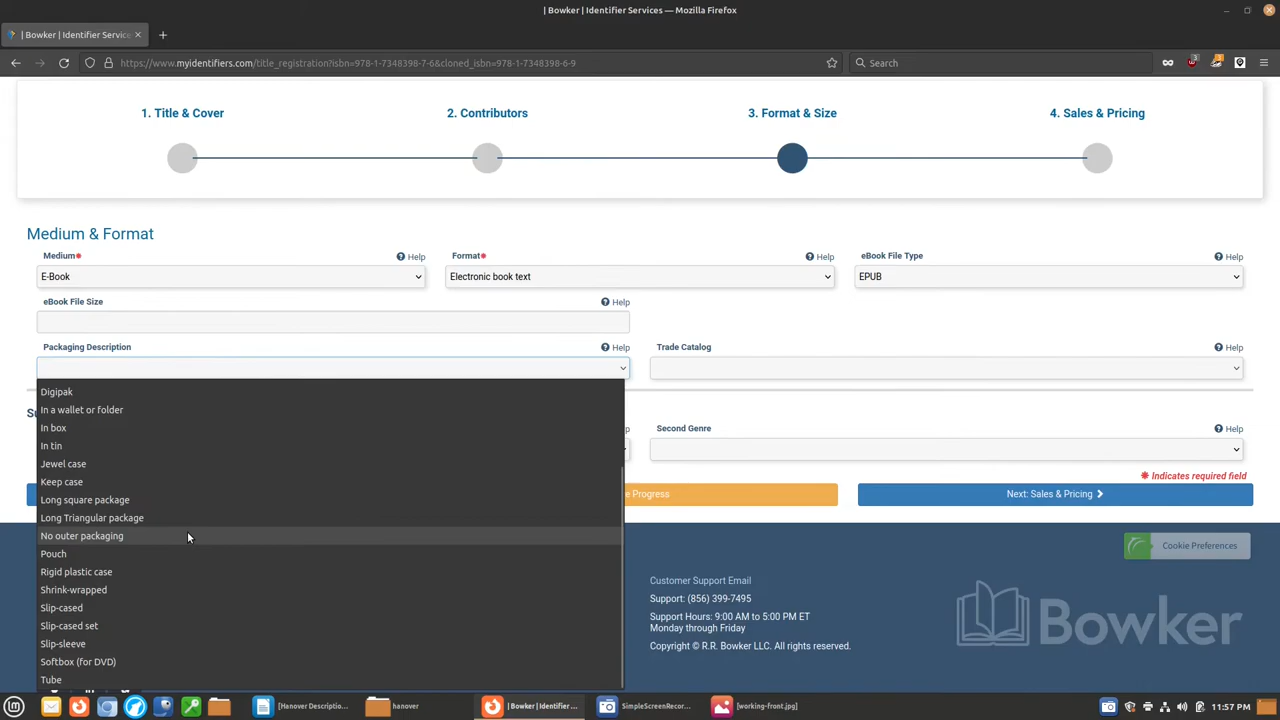 | Bowker | Identifier Services — Mozilla Firefox
| Bowker | Identifier Service
https://www.myidentifiers.com/title_registration?isbn=978-1-7348398-7-6&cloned_isbn=978-1-7348398-6-9
Search
1. Title & Cover
2. Contributors
3. Format & Size
4. Sales & Pricing
Medium & Format
Medium* Help
Format* Help
eBook File Type Help
E-Book
Electronic book text
EPUB
eBook File Size Help
Packaging Description Help
Trade Catalog Help
Digipak
In a wallet or folder
In box
In tin
Jewel case
Keep case
Long square package
Long Triangular package
No outer packaging
Pouch
Rigid plastic case
Shrink-wrapped
Slip-cased
Slip-cased set
Slip-sleeve
Softbox (for DVD)
Tube
Second Genre Help
* Indicates required field
Progress
Next: Sales & Pricing
Cookie Preferences
Customer Support Email
Support: (856) 399-7495
Support Hours: 9:00 AM to 5:00 PM ET
Monday through Friday
Copyright © R.R. Bowker LLC. All rights reserved.
Bowker
[Hanover Description...
hanover
| Bowker | Identifier ...
SimpleScreenRecor...
[working-front.jpg]
11:57 PM